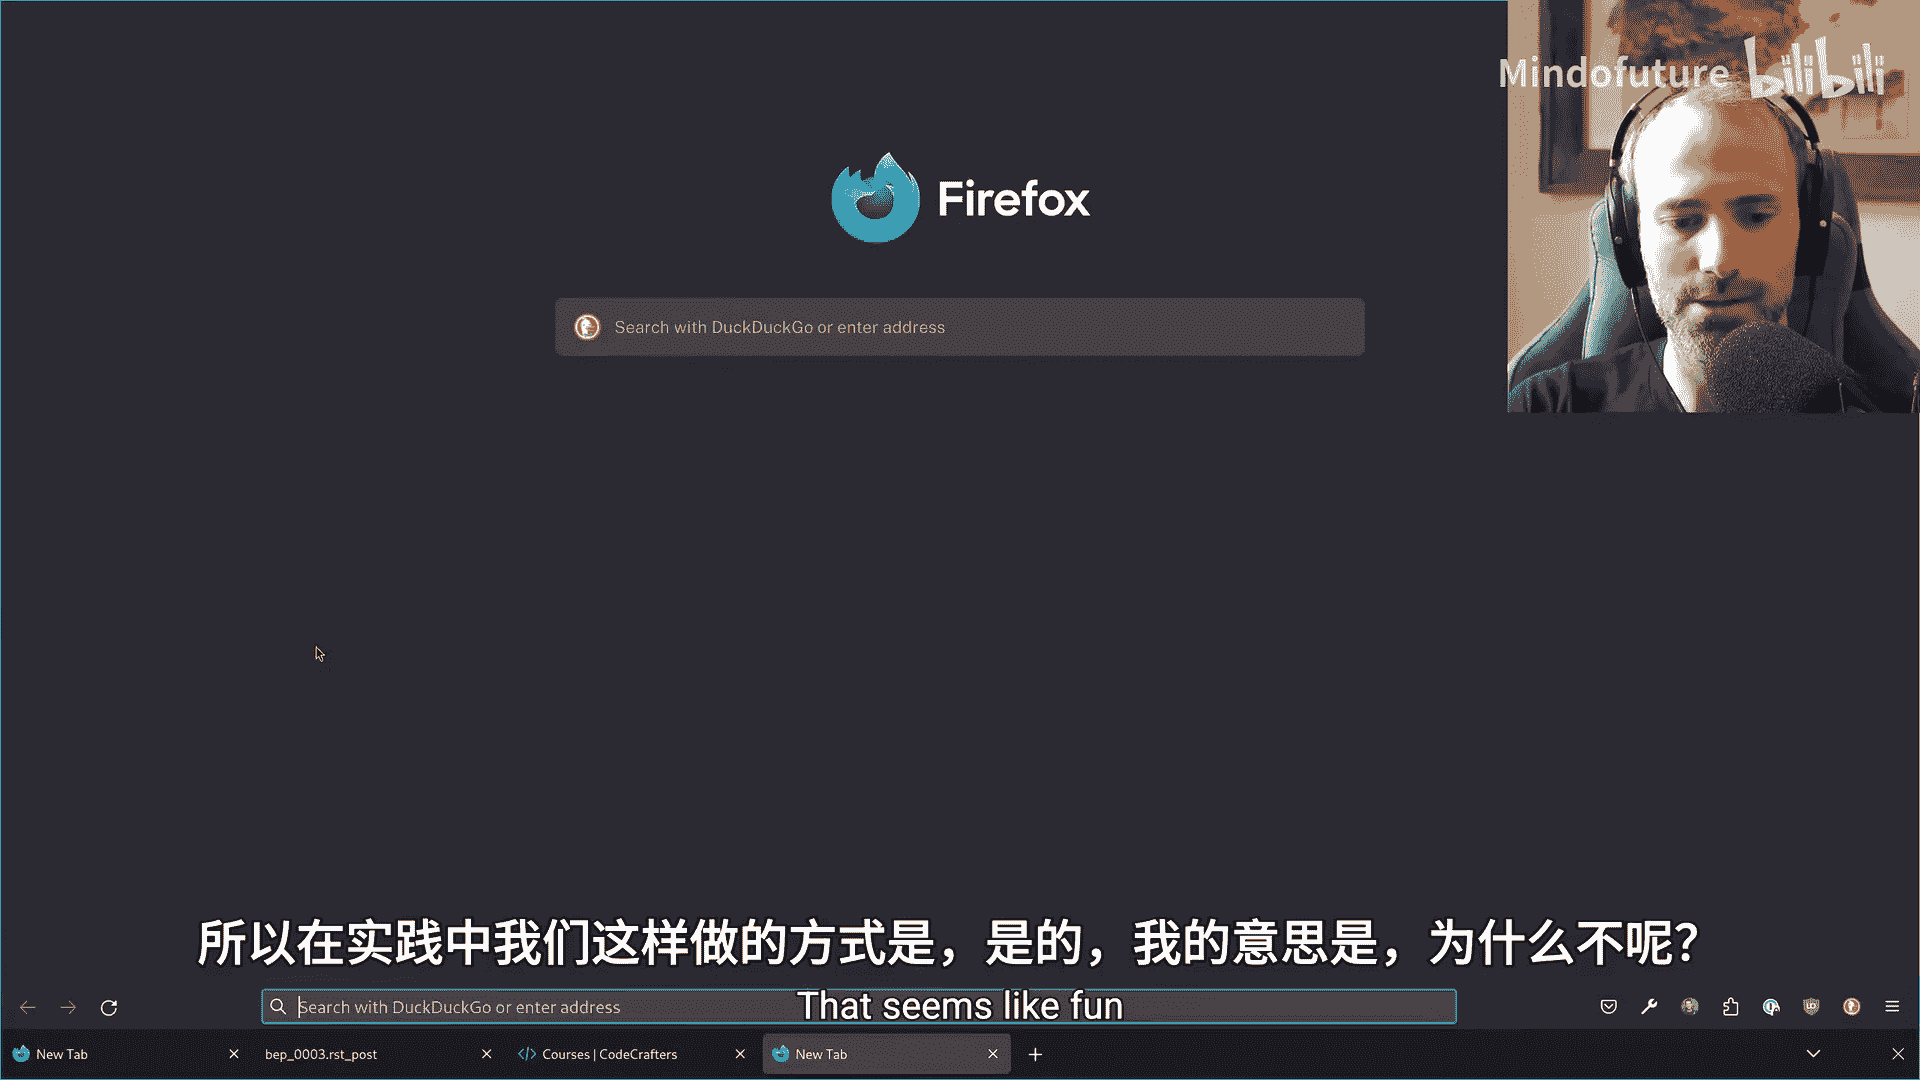 Mindofuture bilibili
Firefox
Search with DuckDuckGo or enter address
所以在实践中我们这样做的方式是，是的，我的意思是，为什么不呢？
Search with DuckDuckGo or enter address
That seems like fun
New Tab
bep_0003.rst_post
Courses | CodeCrafters
New Tab